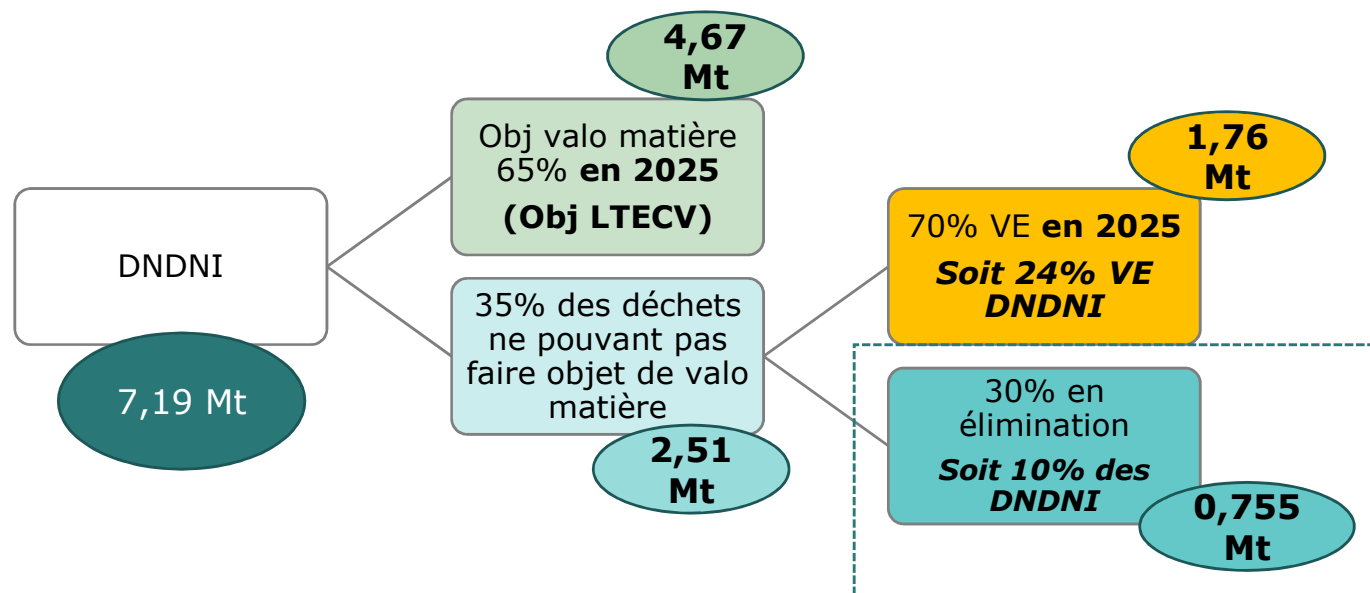 DNDNI
7,19 Mt
4,67
Mt
Obj valo matière
65% en 2025
(Obj LTECV)
35% des déchets
ne pouvant pas
faire objet de valo
matière
2,51
Mt
1,76
Mt
70% VE en 2025
Soit 24% VE
DNDNI
30% en
élimination
Soit 10% des
DNDNI
0,755
Mt